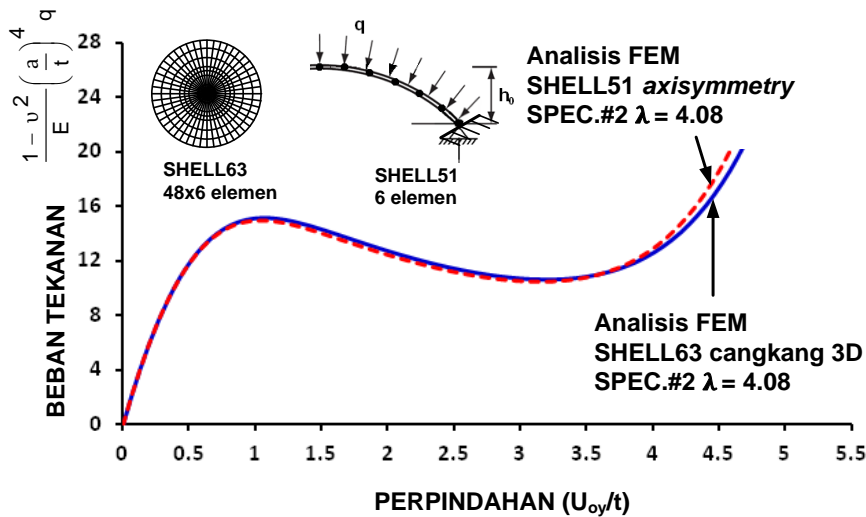 BEBAN TEKANAN
1 - υ²
E
(a
t)⁴ q
28
24
20
16
12
8
4
0
SHELL63
48x6 elemen
q
h₀
SHELL51
6 elemen
Analisis FEM
SHELL51 axisymmetry
SPEC.#2 λ = 4.08
Analisis FEM
SHELL63 cangkang 3D
SPEC.#2 λ = 4.08
0 0.5 1 1.5 2 2.5 3 3.5 4 4.5 5 5.5
PERPINDAHAN (Uoy/t)